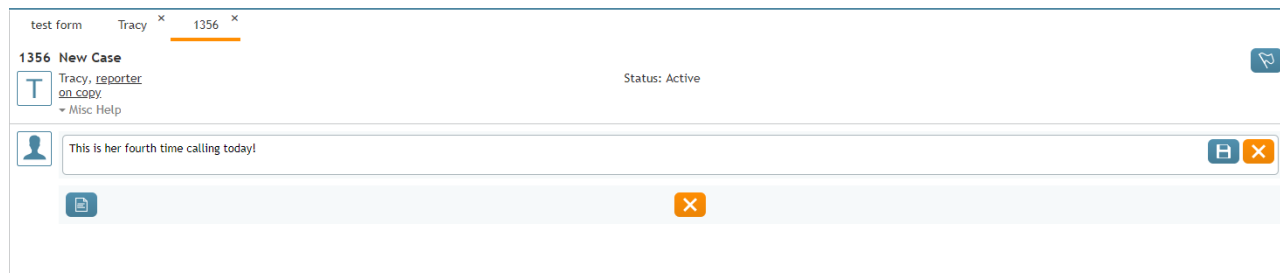 test form Tracy × 1356 ×
1356 New Case
T
Tracy, reporter
on copy
Misc Help
Status: Active
This is her fourth time calling today!